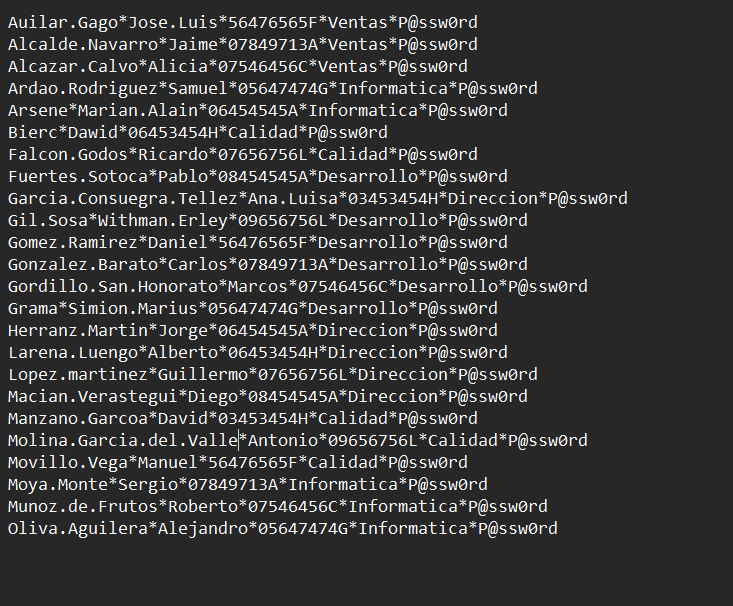 Auilar.Gago*Jose.Luis*56476565F*Ventas*P@ssw0rd
Alcalde.Navarro*Jaime*07849713A*Ventas*P@ssw0rd
Alcazar.Calvo*Alicia*07546456C*Ventas*P@ssw0rd
Ardao.Rodriguez*Samuel*05647474G*Informatica*P@ssw0rd
Arsene*Marian.Alain*06454545A*Informatica*P@ssw0rd
Bierc*Dawid*06453454H*Calidad*P@ssw0rd
Falcon.Godos*Ricardo*07656756L*Calidad*P@ssw0rd
Fuertes.Sotoca*Pablo*08454545A*Desarrollo*P@ssw0rd
Garcia.Consuegra.Tellez*Ana.Luisa*03453454H*Direccion*P@ssw0rd
Gil.Sosa*Withman.Erley*09656756L*Desarrollo*P@ssw0rd
Gomez.Ramirez*Daniel*56476565F*Desarrollo*P@ssw0rd
Gonzalez.Barato*Carlos*07849713A*Desarrollo*P@ssw0rd
Gordillo.San.Honorato*Marcos*07546456C*Desarrollo*P@ssw0rd
Grama*Simion.Marius*05647474G*Desarrollo*P@ssw0rd
Herranz.Martin*Jorge*06454545A*Direccion*P@ssw0rd
Larena.Luengo*Alberto*06453454H*Direccion*P@ssw0rd
Lopez.martinez*Guillermo*07656756L*Direccion*P@ssw0rd
Macian.Verastegui*Diego*08454545A*Direccion*P@ssw0rd
Manzano.Garcoa*David*03453454H*Calidad*P@ssw0rd
Molina.Garcia.del.Valle*Antonio*09656756L*Calidad*P@ssw0rd
Movillo.Vega*Manuel*56476565F*Calidad*P@ssw0rd
Moya.Monte*Sergio*07849713A*Informatica*P@ssw0rd
Munoz.de.Frutos*Roberto*07546456C*Informatica*P@ssw0rd
Oliva.Aguilera*Alejandro*05647474G*Informatica*P@ssw0rd